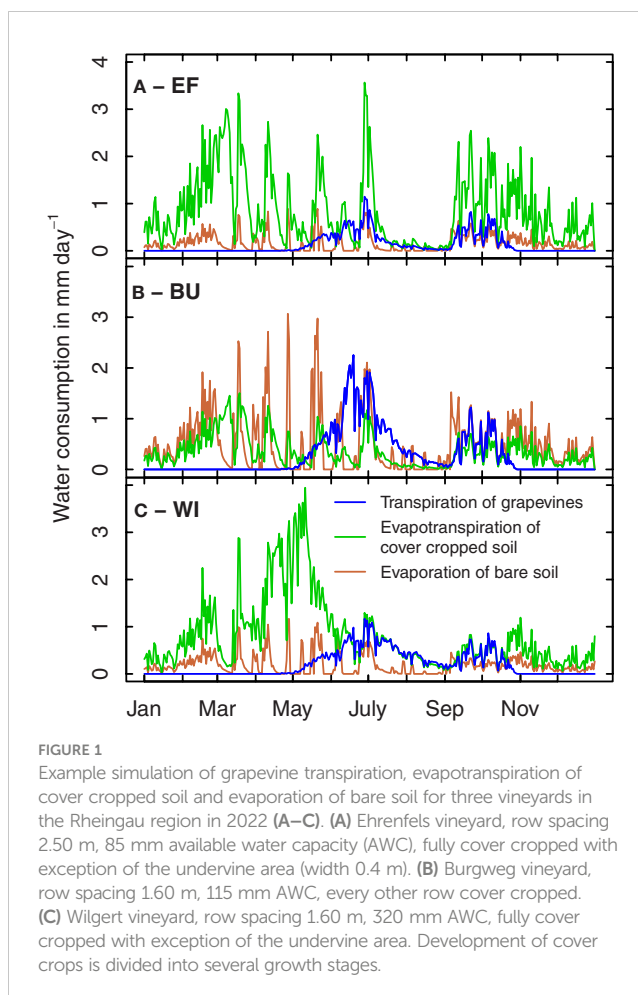 Water consumption in mm day⁻¹
A – EF
4
3
2
1
0
B – BU
3
2
1
0
C – WI
3
2
1
0
Transpiration of grapevines
Evapotranspiration of
cover cropped soil
Evaporation of bare soil
Jan Mar May July Sep Nov
FIGURE 1
Example simulation of grapevine transpiration, evapotranspiration of
cover cropped soil and evaporation of bare soil for three vineyards in
the Rheingau region in 2022 (A–C). (A) Ehrenfels vineyard, row spacing
2.50 m, 85 mm available water capacity (AWC), fully cover cropped with
exception of the undervine area (width 0.4 m). (B) Burgweg vineyard,
row spacing 1.60 m, 115 mm AWC, every other row cover cropped.
(C) Wilgert vineyard, row spacing 1.60 m, 320 mm AWC, fully cover
cropped with exception of the undervine area. Development of cover
crops is divided into several growth stages.